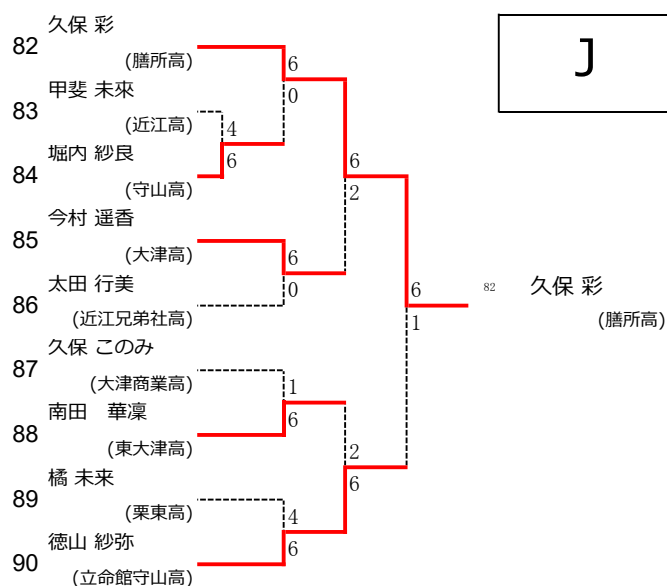 J
久保 彩
82
(膳所高)
6
0
甲斐 未來
83
(近江高)
4
6
堀内 紗良
84
(守山高)
6
2
今村 遥香
85
(大津高)
6
0
太田 行美
86
(近江兄弟社高)
6
1
82 久保 彩
(膳所高)
久保 このみ
87
(大津商業高)
1
6
南田 華凜
88
(東大津高)
2
6
橘 未来
89
(栗東高)
4
6
徳山 紗弥
90
(立命館守山高)